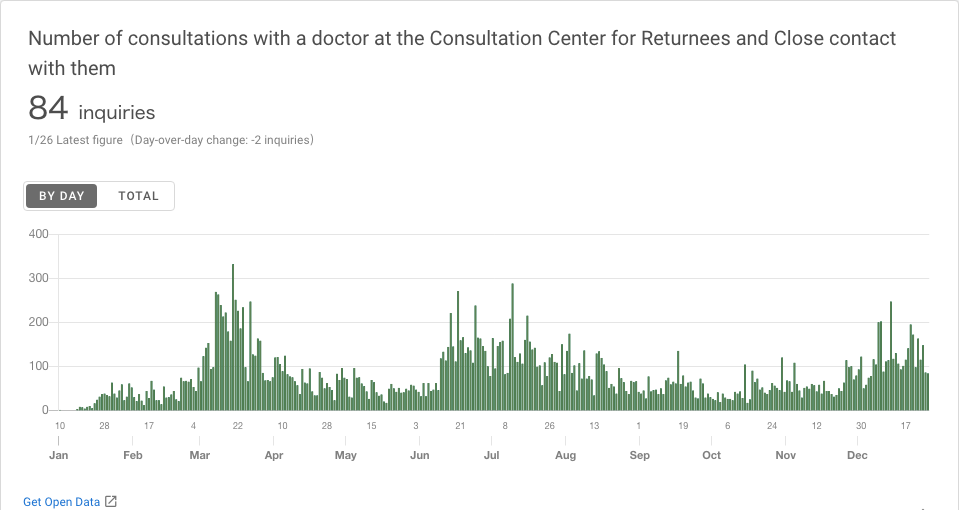 Number of consultations with a doctor at the Consultation Center for Returnees and Close contact
with them
84 inquiries
1/26 Latest figure（Day-over-day change: -2 inquiries）
BY DAY TOTAL
400
300
200
100
0
10 28 17 4 22 10 28 15 3 21 8 26 13 1 19 6 24 12 30 17
Jan Feb Mar Apr May Jun Jul Aug Sep Oct Nov Dec
Get Open Data